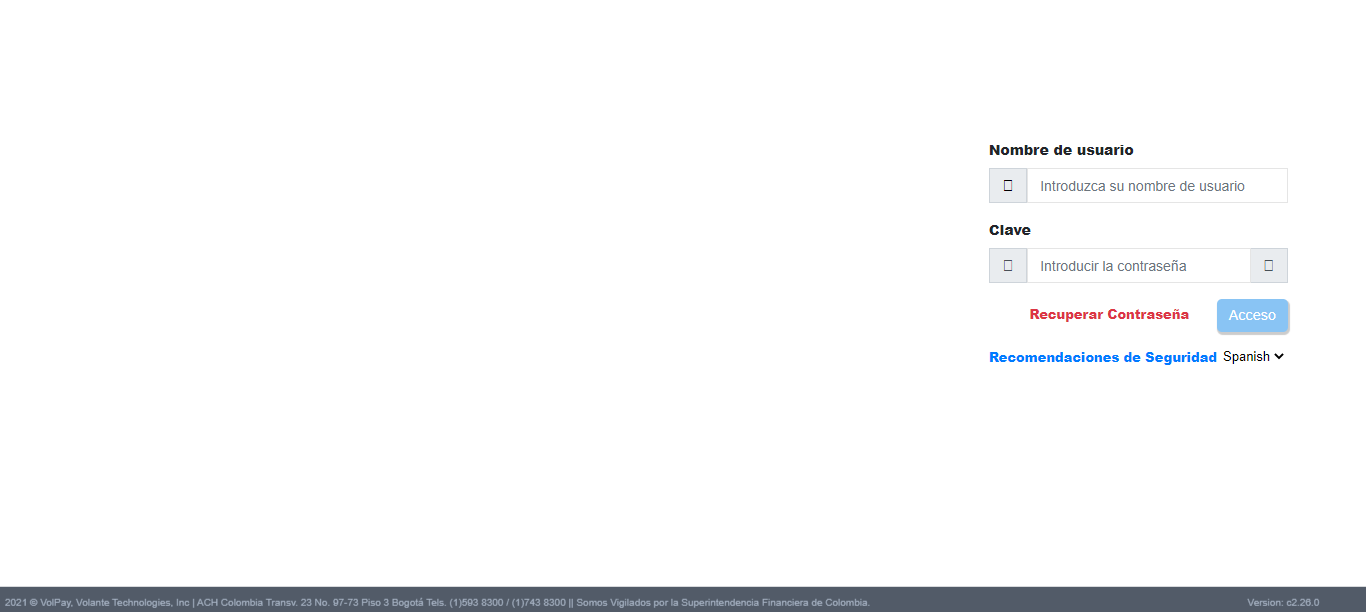 Nombre de usuario
Introduzca su nombre de usuario
Clave
Introducir la contraseña
Recuperar Contraseña
Acceso
Recomendaciones de Seguridad Spanish
2021 © VolPay, Volante Technologies, Inc | ACH Colombia Transv. 23 No. 97-73 Piso 3 Bogotá Tels. (1)593 8300 / (1)743 8300 || Somos Vigilados por la Superintendencia Financiera de Colombia.
Version: c2.26.0